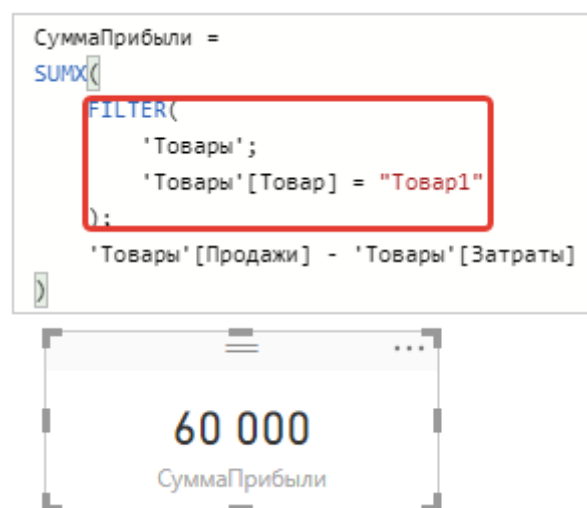 СуммаПрибыли =
SUMX(
FILTER(
'Товары';
'Товары'[Товар] = "Товар1"
);
'Товары'[Продажи] - 'Товары'[Затраты]
)
60 000
СуммаПрибыли